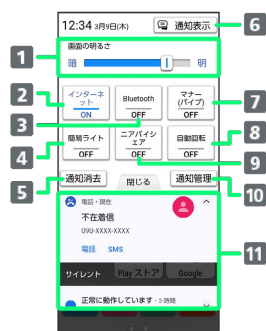 12:34 3月9日(木) 通知表示 6
1 画面の明るさ
暗 明
2 インターネット ON
Bluetooth OFF
マナー(バイブ) OFF 7
3
4 簡易ライト OFF
ニアバイシェア OFF
自動回転 OFF 8
9
5 通知消去 閉じる 通知管理 10
電話・現在
不在着信
090-XXXX-XXXX
電話 SMS
11
サイレント Play ストア Google
正常に動作しています・3時間